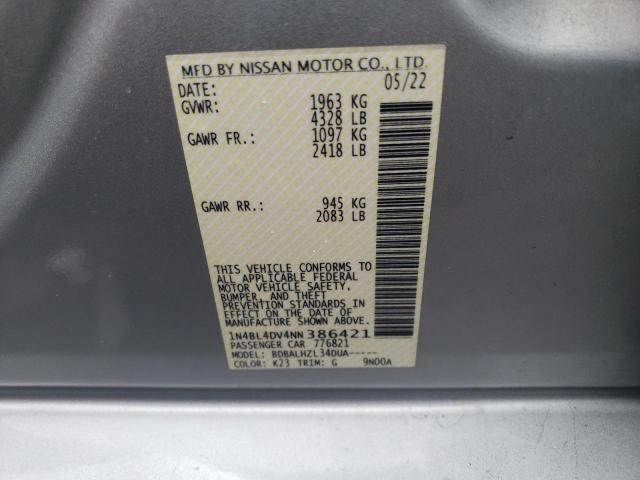 MFD BY NISSAN MOTOR CO., LTD.
DATE: 05/22
GVWR: 1963 KG
4328 LB
GAWR FR.: 1097 KG
2418 LB
GAWR RR.: 945 KG
2083 LB
THIS VEHICLE CONFORMS TO
ALL APPLICABLE FEDERAL
MOTOR VEHICLE SAFETY,
BUMPER, AND THEFT
PREVENTION STANDARDS IN
EFFECT ON THE DATE OF
MANUFACTURE SHOWN ABOVE.
1N4BL4DV4NN386421
PASSENGER CAR 776821
MODEL: BDBALHZL34DUA-----
COLOR: K23 TRIM: G 9N00A